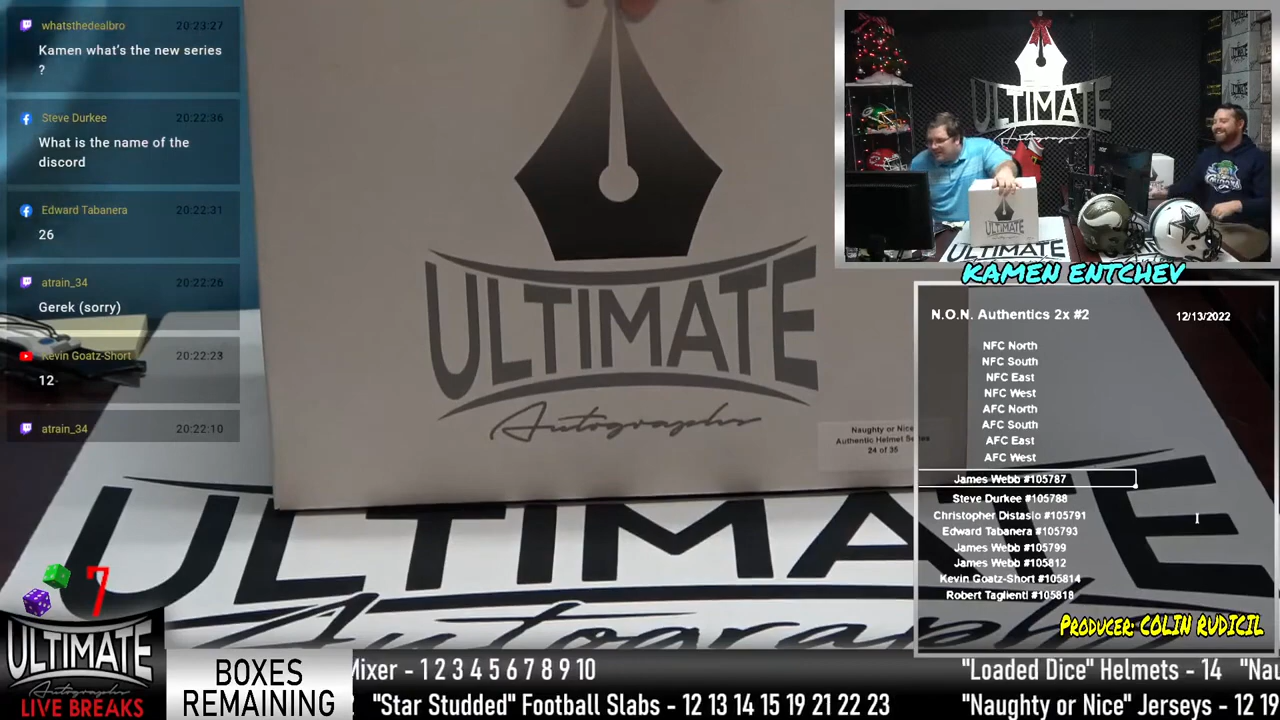 whatsthedealbro 20:23:27
Kamen what's the new series
?
Steve Durkee 20:22:36
What is the name of the
discord
Edward Tabanera 20:22:31
26
atrain_34 20:22:26
Gerek (sorry)
Kevin Goatz-Short 20:22:23
12
atrain_34 20:22:10
ULTIMATE
Autographs
Naughty or Nice
Authentic Helmet Series
24 of 35
ULTIMATE
Autographs
ULTIMATE
ULTIMATE
ULTIMATE
KAMEN ENTCHEV
N.O.N. Authentics 2x #2 12/13/2022
NFC North
NFC South
NFC East
NFC West
AFC North
AFC South
AFC East
AFC West
James Webb #105787
Steve Durkee #105788
Christopher Distasio #105791
Edward Tabanera #105793
James Webb #105799
James Webb #105812
Kevin Goatz-Short #105814
Robert Taglienti #105818
Producer: COLIN RUDICIL
7
ULTIMATE
Autographs
LIVE BREAKS
BOXES
REMAINING
Mixer - 1 2 3 4 5 6 7 8 9 10 "Loaded Dice" Helmets - 14 "Nau
"Star Studded" Football Slabs - 12 13 14 15 19 21 22 23 "Naughty or Nice" Jerseys - 12 19